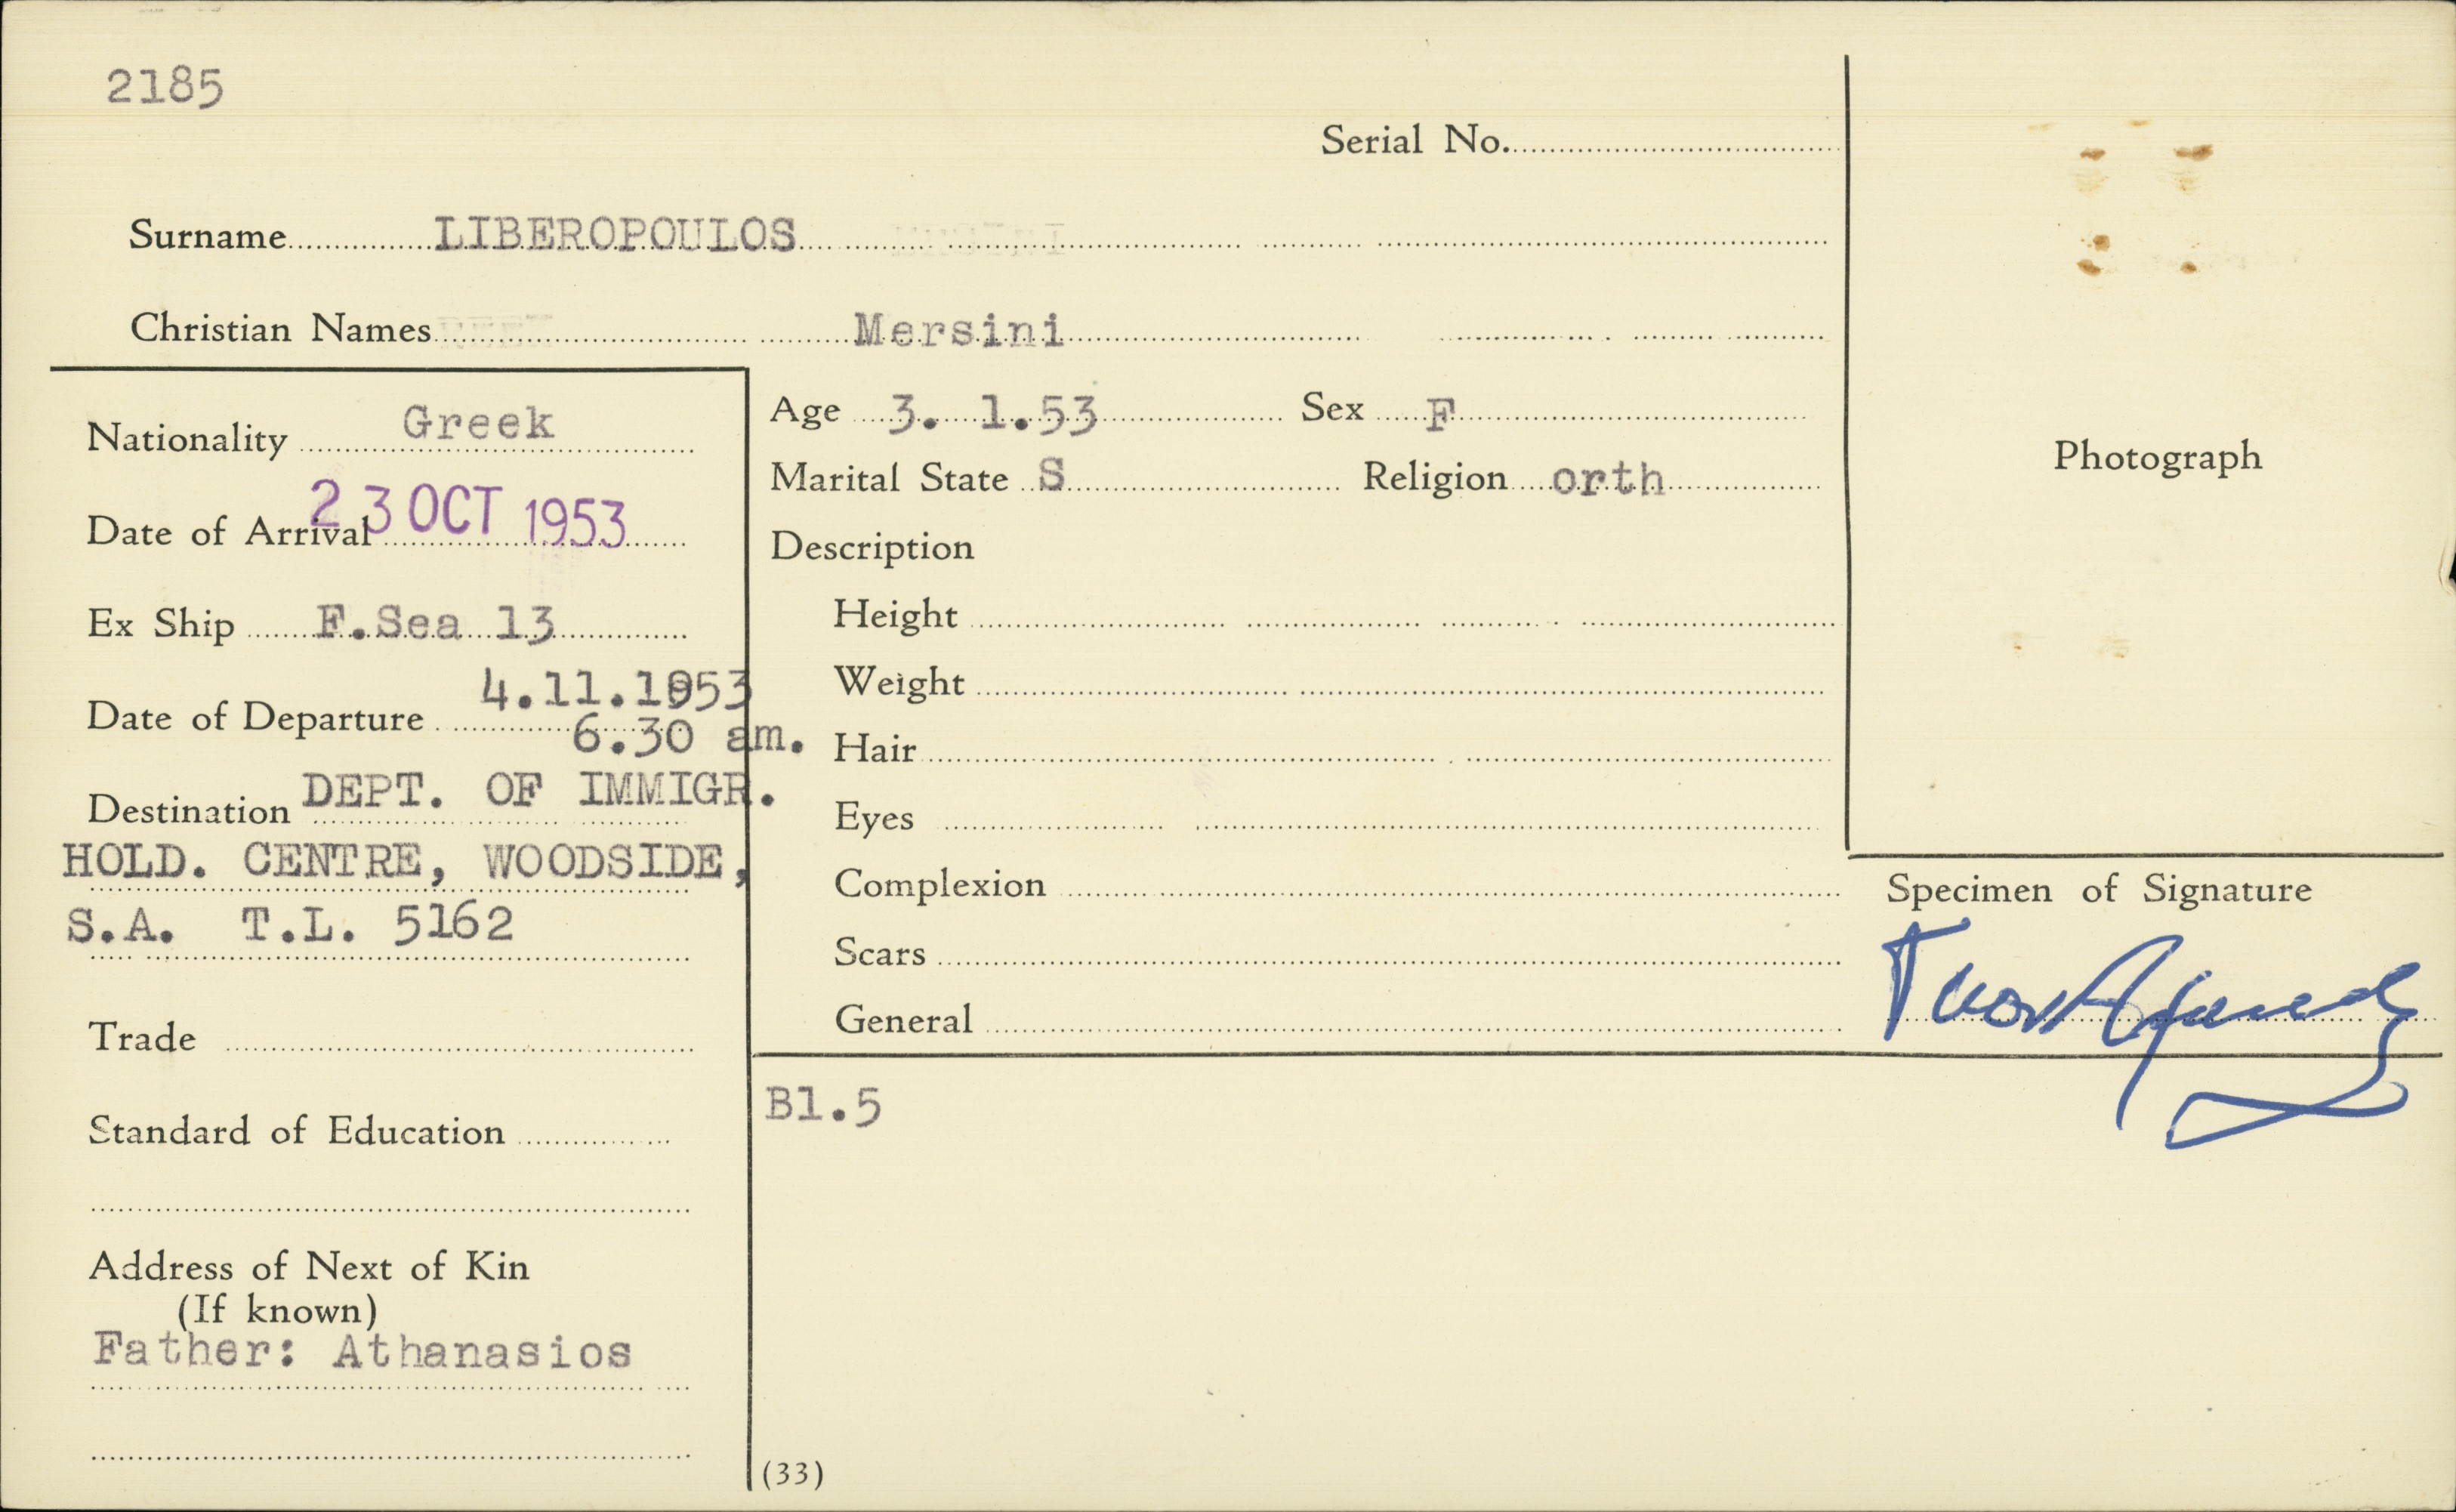 2185
Serial No.
Surname LIBEROPOULOS
Christian Names Mersini
Nationality Greek
Date of Arrival 23 OCT 1953
Ex Ship F.Sea 13
Date of Departure 4.11.1953
6.30 am.
Destination DEPT. OF IMMIGR.
HOLD. CENTRE, WOODSIDE,
S.A. T.L. 5162
Trade
Standard of Education
Address of Next of Kin
(If known)
Father: Athanasios
Age 3. 1.53 Sex F
Marital State S Religion orth
Description
Height
Weight
Hair
Eyes
Complexion
Scars
General
B1.5
(33)
Photograph
Specimen of Signature